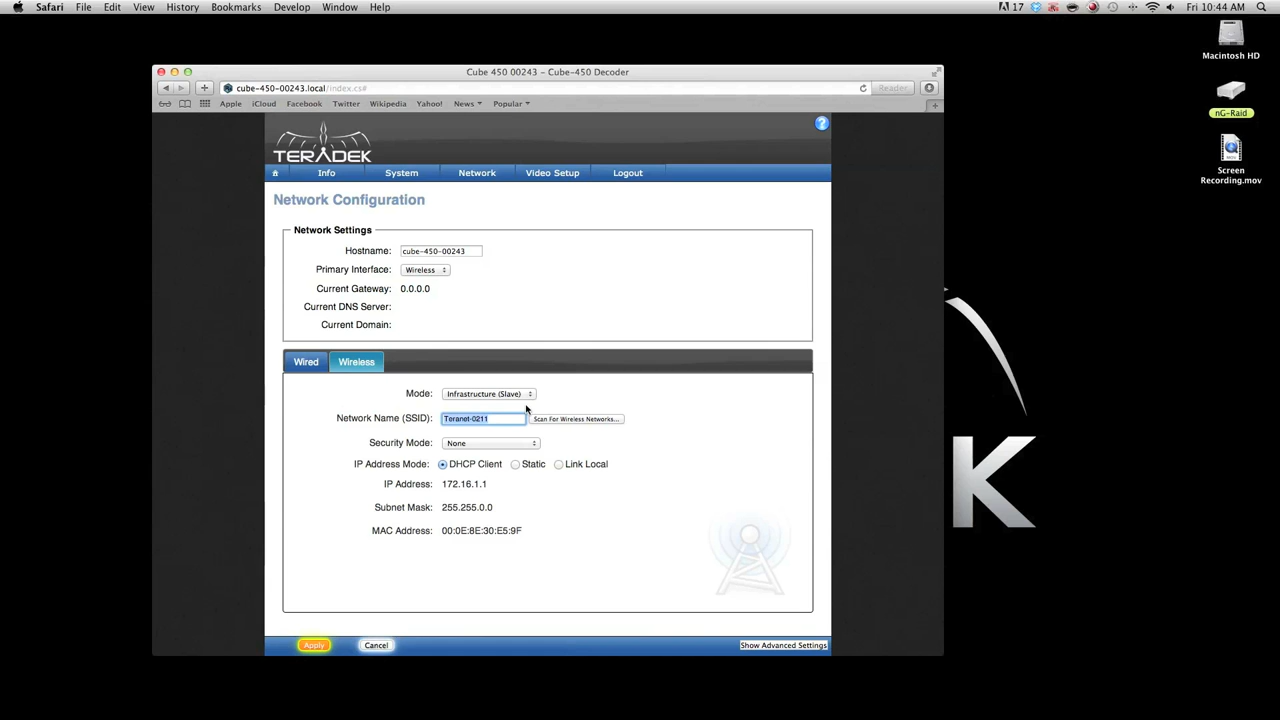 Safari File Edit View History Bookmarks Develop Window Help 17 Fri 10:44 AM
Macintosh HD
nG-Raid
Screen
Recording.mov
Cube 450 00243 – Cube-450 Decoder
cube-450-00243.local/index.cs# Reader
Apple iCloud Facebook Twitter Wikipedia Yahoo! News Popular
TERADEK
Info System Network Video Setup Logout
Network Configuration
Network Settings
Hostname: cube-450-00243
Primary Interface: Wireless
Current Gateway: 0.0.0.0
Current DNS Server:
Current Domain:
Wired Wireless
Mode: Infrastructure (Slave)
Network Name (SSID): Teranet-0211 Scan For Wireless Networks...
Security Mode: None
IP Address Mode: DHCP Client Static Link Local
IP Address: 172.16.1.1
Subnet Mask: 255.255.0.0
MAC Address: 00:0E:8E:30:E5:9F
Apply Cancel Show Advanced Settings
K